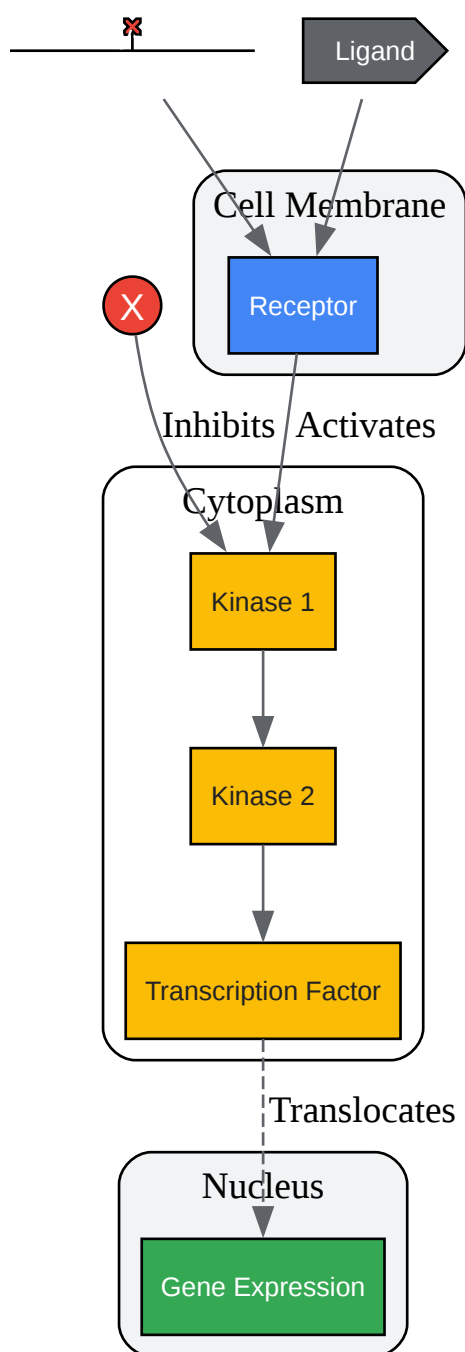 Ligand
Cell Membrane
Receptor
X
Inhibits
Activates
Cytoplasm
Kinase 1
Kinase 2
Transcription Factor
Translocates
Nucleus
Gene Expression